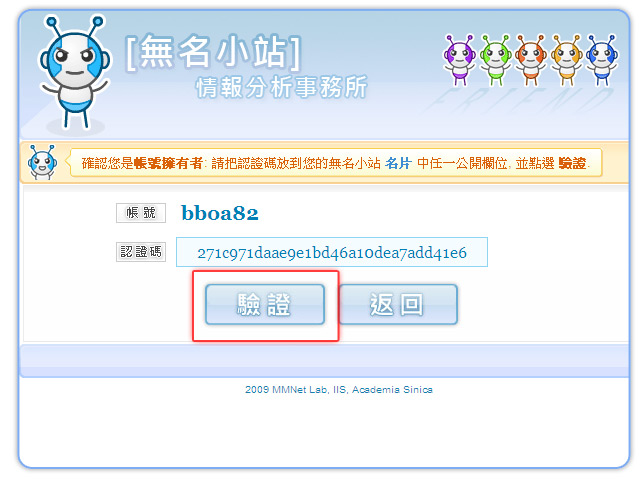 [無名小站]
情報分析事務所
FRIEND
確認您是帳號擁有者: 請把認證碼放到您的無名小站 名片 中任一公開欄位, 並點選 驗證.
帳號 bboa82
認證碼 271c971daae9e1bd46a10dea7add41e6
驗證 返回
2009 MMNet Lab, IIS, Academia Sinica